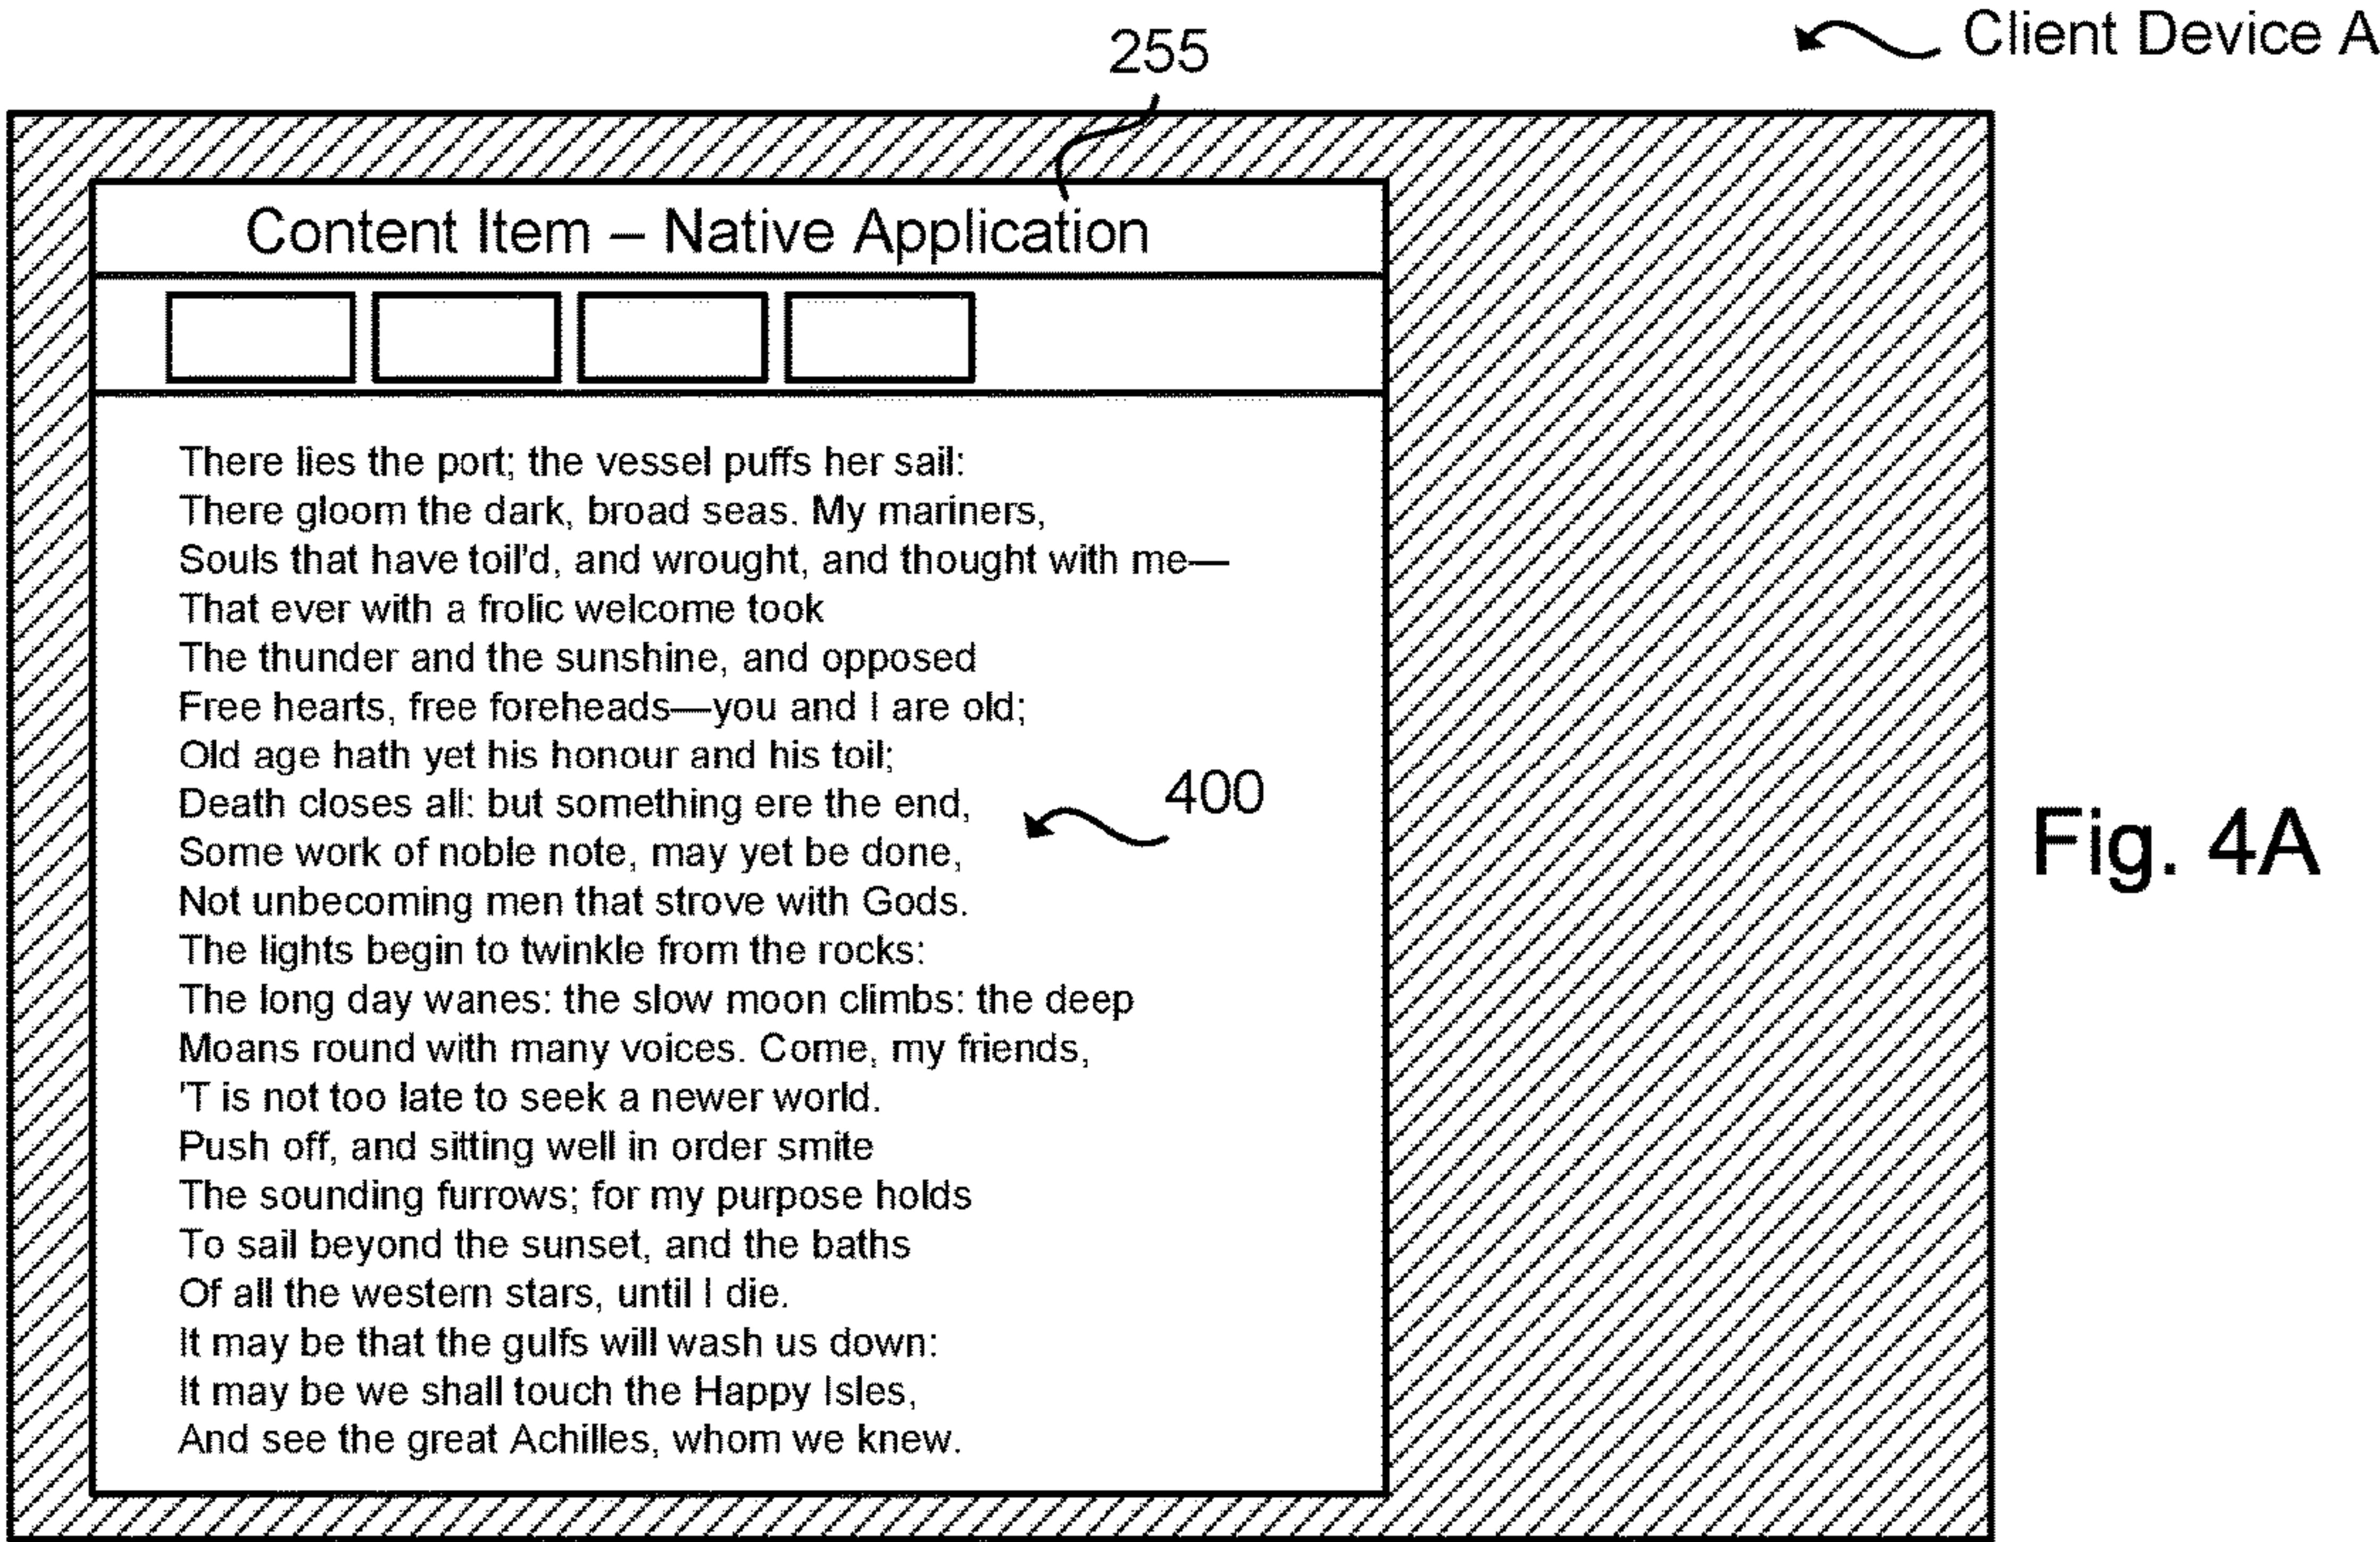 Client Device A
255
Content Item – Native Application
There lies the port; the vessel puffs her sail:
There gloom the dark, broad seas. My mariners,
Souls that have toil'd, and wrought, and thought with me—
That ever with a frolic welcome took
The thunder and the sunshine, and opposed
Free hearts, free foreheads—you and I are old;
Old age hath yet his honour and his toil;
Death closes all: but something ere the end,
400
Some work of noble note, may yet be done,
Not unbecoming men that strove with Gods.
The lights begin to twinkle from the rocks:
The long day wanes: the slow moon climbs: the deep
Moans round with many voices. Come, my friends,
'T is not too late to seek a newer world.
Push off, and sitting well in order smite
The sounding furrows; for my purpose holds
To sail beyond the sunset, and the baths
Of all the western stars, until I die.
It may be that the gulfs will wash us down:
It may be we shall touch the Happy Isles,
And see the great Achilles, whom we knew.
Fig. 4A